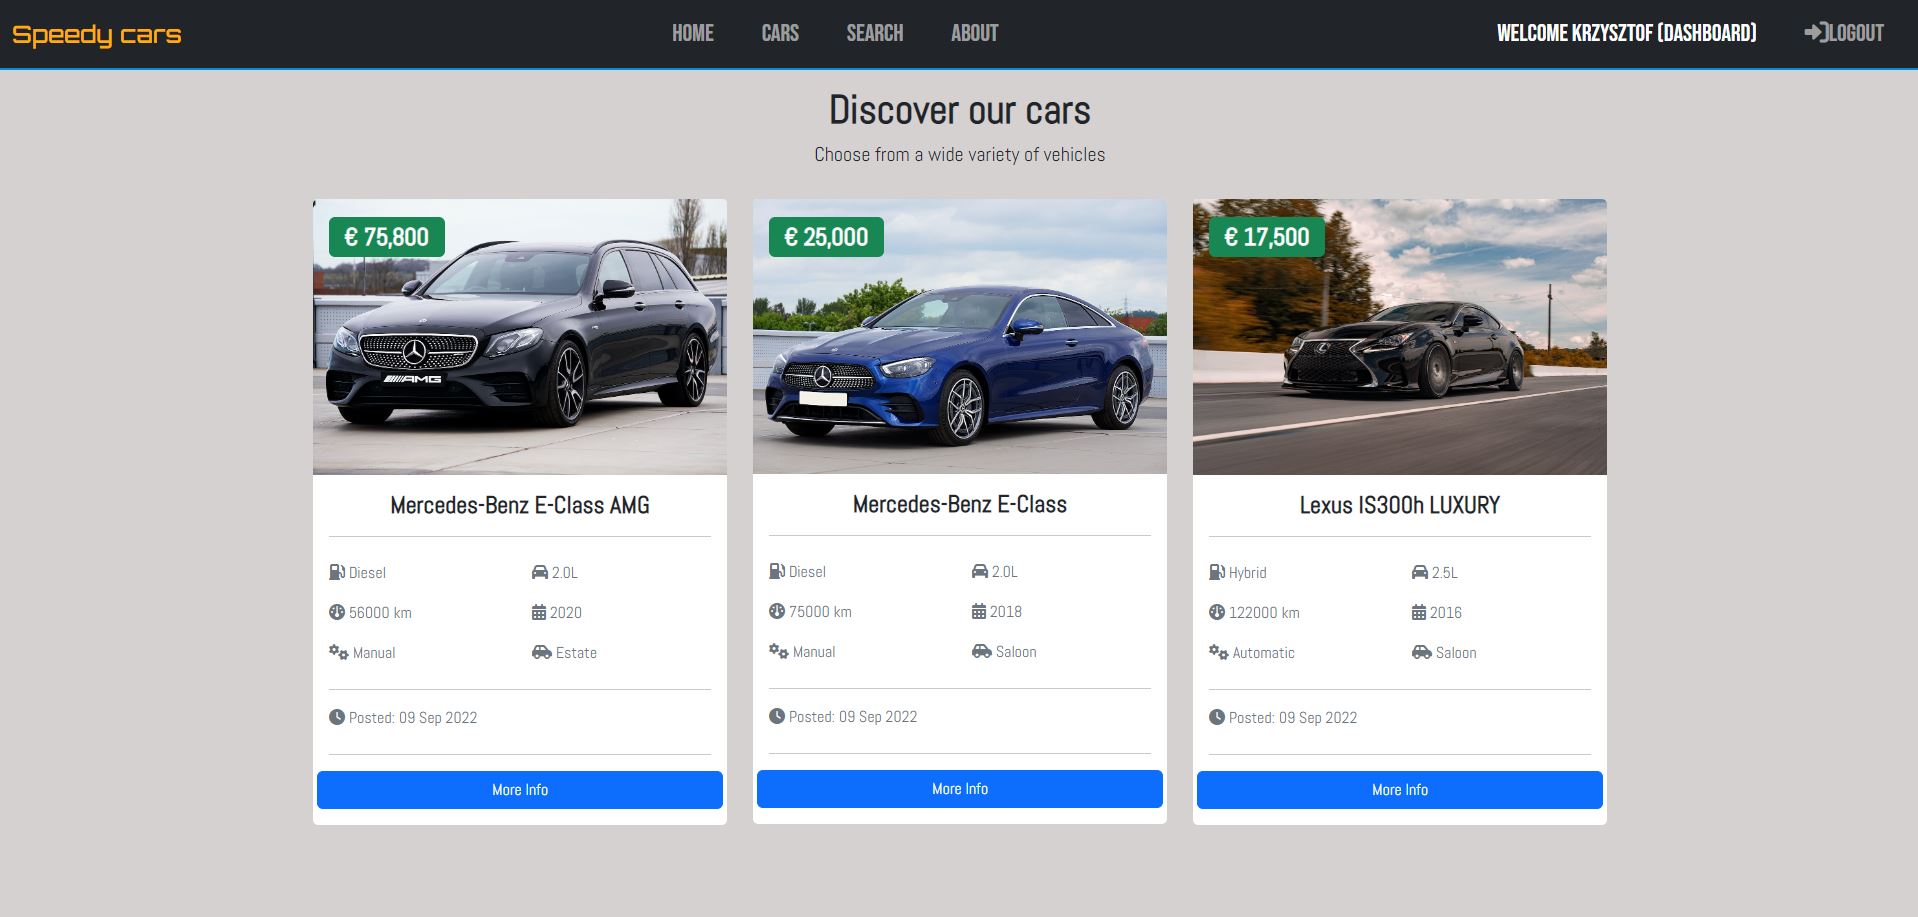 Speedy cars
HOME CARS SEARCH ABOUT
WELCOME KRZYSZTOF (DASHBOARD) LOGOUT
Discover our cars
Choose from a wide variety of vehicles
€ 75,800
AMG
Mercedes-Benz E-Class AMG
Diesel 2.0L
56000 km 2020
Manual Estate
Posted: 09 Sep 2022
More Info
€ 25,000
Mercedes-Benz E-Class
Diesel 2.0L
75000 km 2018
Manual Saloon
Posted: 09 Sep 2022
More Info
€ 17,500
Lexus IS300h LUXURY
Hybrid 2.5L
122000 km 2016
Automatic Saloon
Posted: 09 Sep 2022
More Info